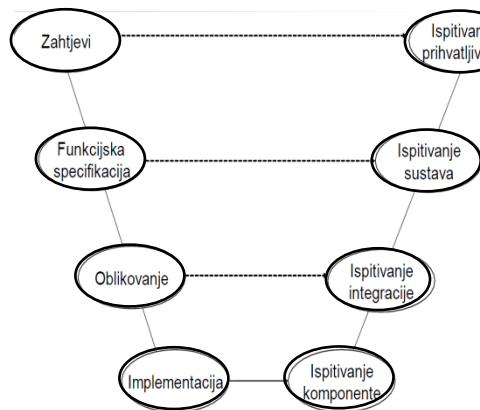 Zahtjevi
Funkcijska
specifikacija
Ispitivanje
sustava
Oblikovanje
Ispitivanje
integracije
Implementacija
Ispitivanje
komponente